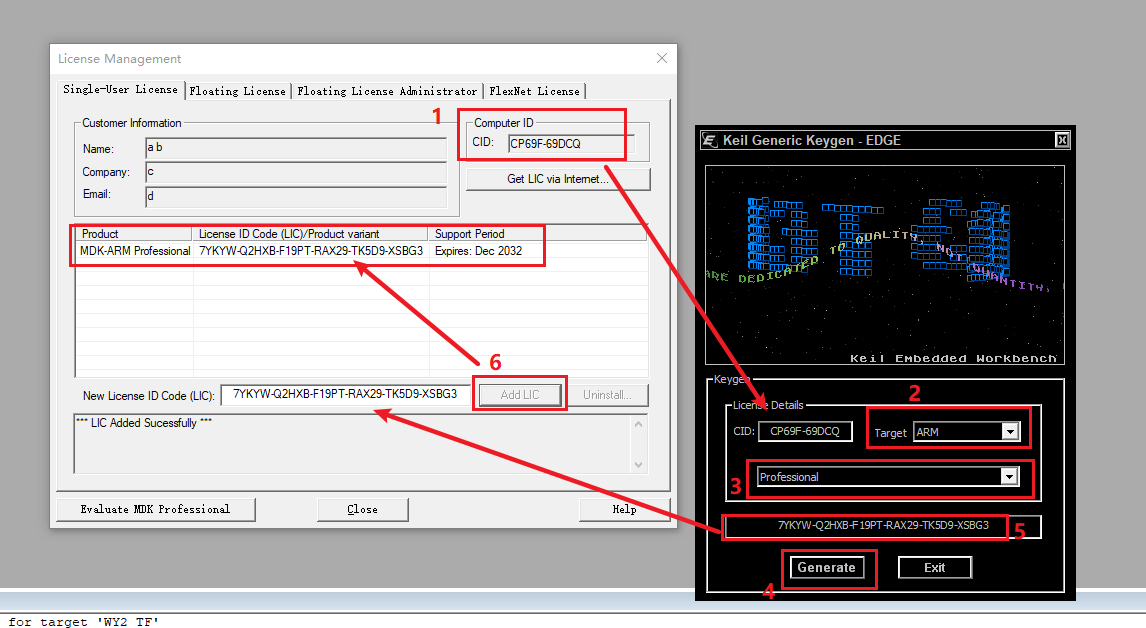 License Management
Single-User License
Floating License
Floating License Administrator
FlexNet License
1
Customer Information
Name:
a b
Company:
c
Email:
d
Computer ID
CID:
CP69F-69DCQ
Get LIC via Internet...
Product
License ID Code (LIC)/Product variant
Support Period
MDK-ARM Professional
7YKYW-Q2HXB-F19PT-RAX29-TK5D9-XSBG3
Expires: Dec 2032
6
New License ID Code (LIC):
7YKYW-Q2HXB-F19PT-RAX29-TK5D9-XSBG3
Add LIC
Uninstall...
*** LIC Added Sucessfully ***
Evaluate MDK Professional
Close
Help
Keil Generic Keygen - EDGE
ARE DEDICATED TO QUALITY, NOT QUANTITY,
Keil Embedded Workbench
Keygen
License Details
2
CID:
CP69F-69DCQ
Target
ARM
3
Professional
7YKYW-Q2HXB-F19PT-RAX29-TK5D9-XSBG3
5
Generate
Exit
4
for target 'WY2 TF'